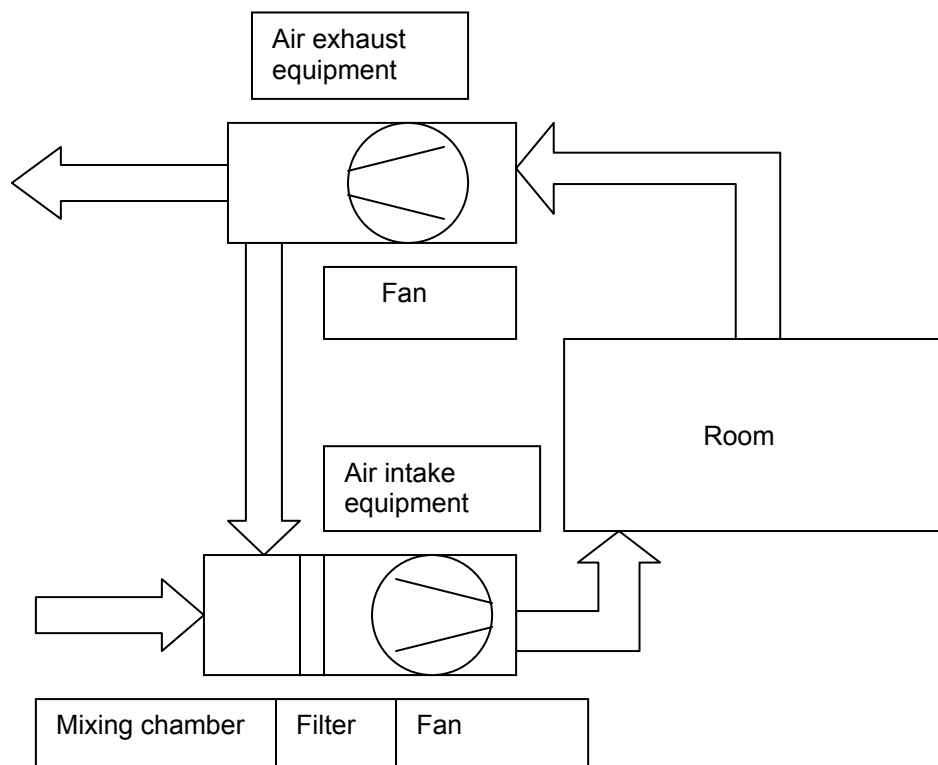 Air exhaust
equipment
Fan
Room
Air intake
equipment
Mixing chamber
Filter
Fan